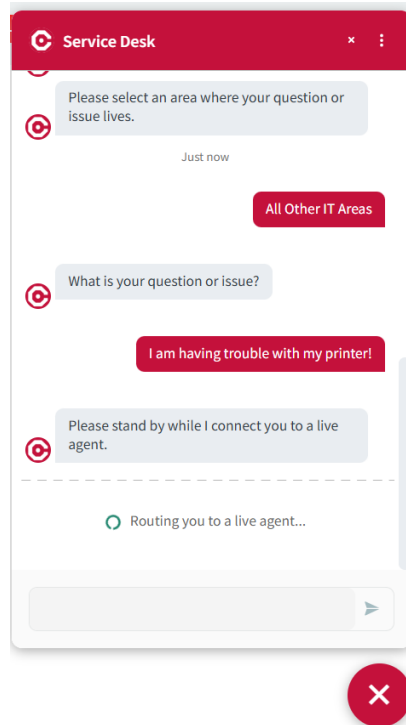 Service Desk
Please select an area where your question or
issue lives.
Just now
All Other IT Areas
What is your question or issue?
I am having trouble with my printer!
Please stand by while I connect you to a live
agent.
Routing you to a live agent...